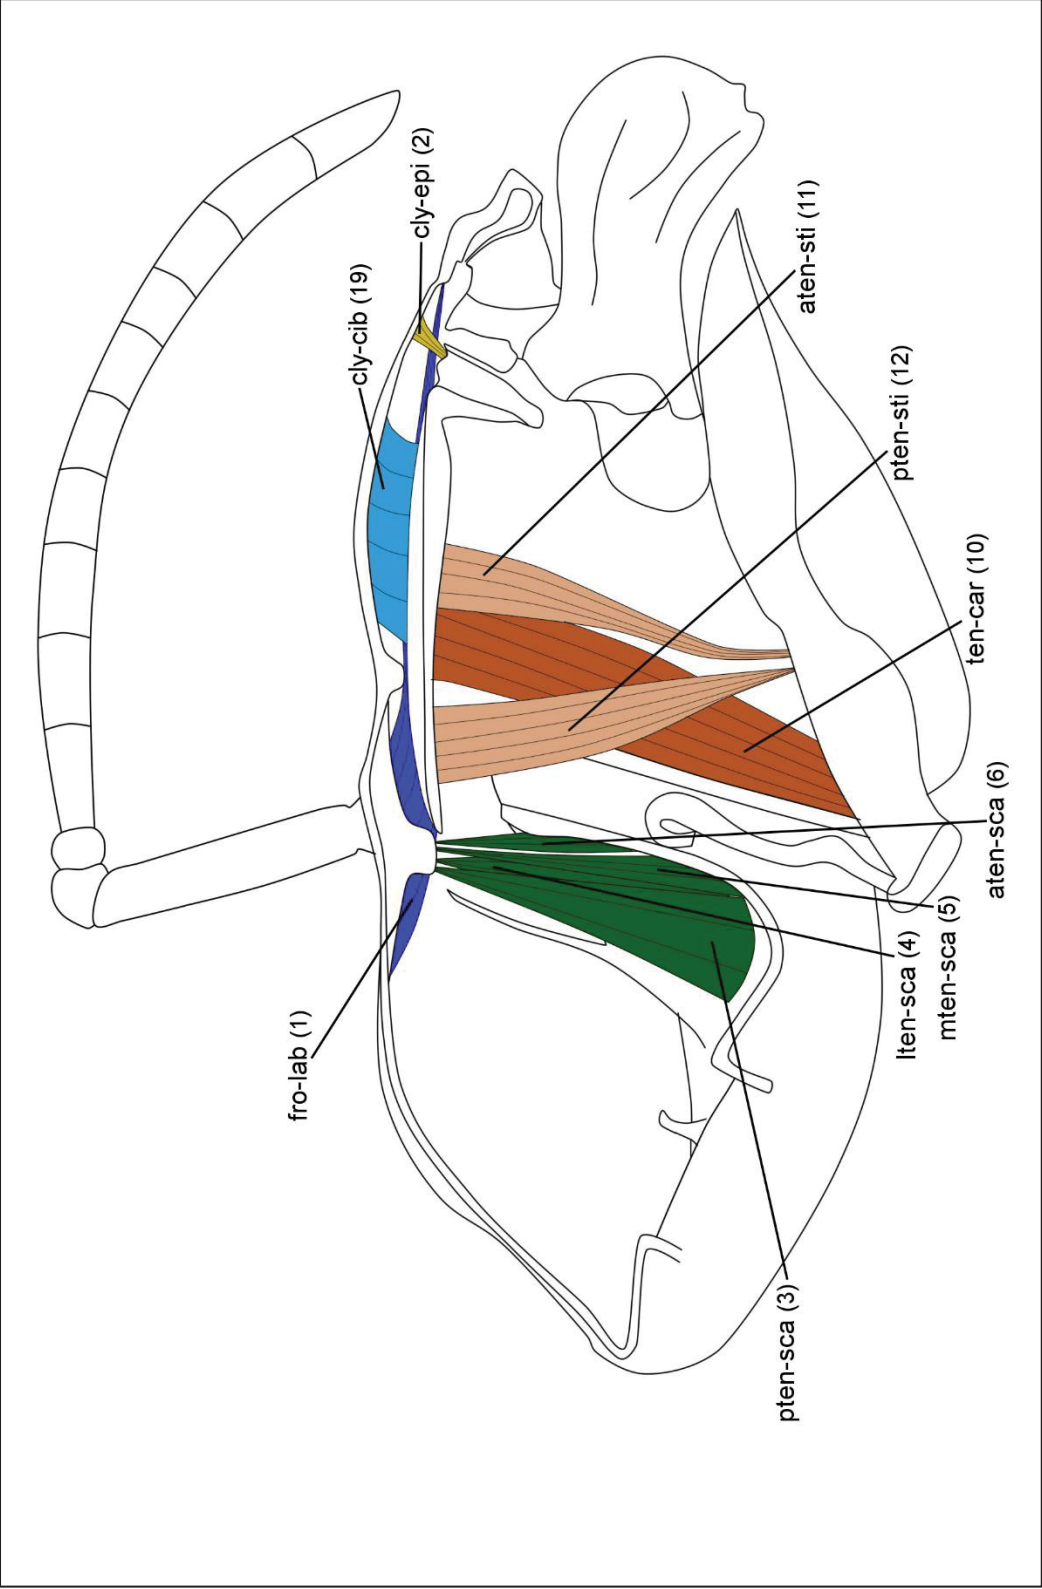 cly-epi (2)
cly-cib (19)
aten-sti (11)
pten-sti (12)
ten-car (10)
aten-sca (6)
mten-sca (5)
lten-sca (4)
fro-lab (1)
pten-sca (3)